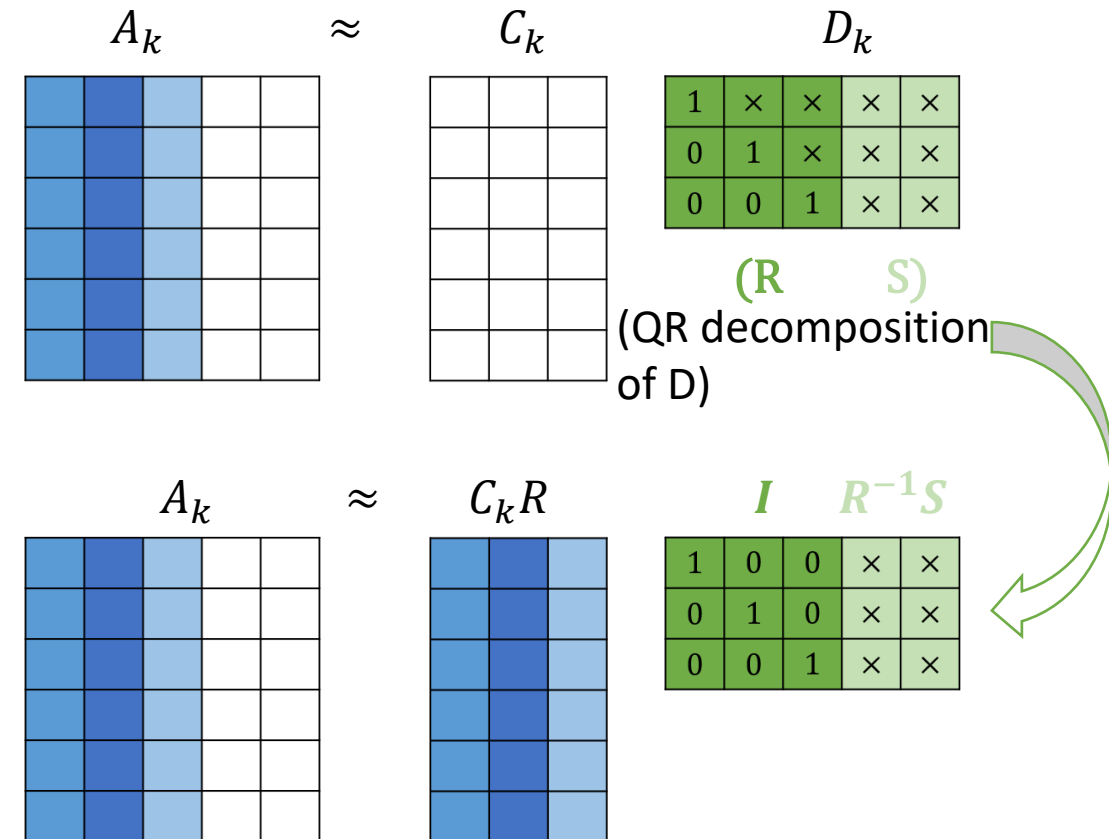 A_k ≈ C_k D_k
1 × × × ×
0 1 × × ×
0 0 1 × ×
(R S)
(QR decomposition
of D)
A_k ≈ C_kR I R⁻¹S
1 0 0 × ×
0 1 0 × ×
0 0 1 × ×